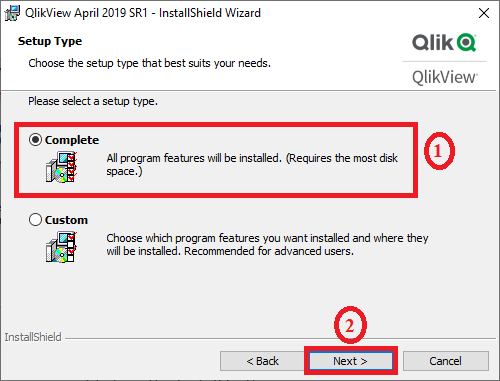 QlikView April 2019 SR1 - InstallShield Wizard
Setup Type
Choose the setup type that best suits your needs.
Qlik
QlikView
Please select a setup type.
Complete
All program features will be installed. (Requires the most disk
space.)
1
Custom
Choose which program features you want installed and where they
will be installed. Recommended for advanced users.
2
InstallShield
< Back
Next >
Cancel